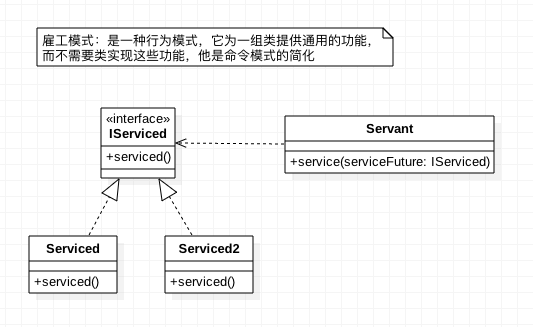 雇工模式：是一种行为模式，它为一组类提供通用的功能，
而不需要类实现这些功能，他是命令模式的简化
«interface»
IServiced
+serviced()
Servant
+service(serviceFuture: IServiced)
Serviced
+serviced()
Serviced2
+serviced()